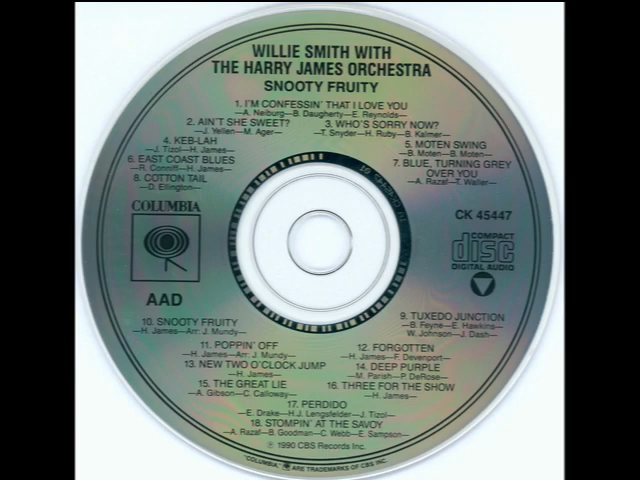 WILLIE SMITH WITH
THE HARRY JAMES ORCHESTRA
SNOOTY FRUITY
1. I'M CONFESSIN' THAT I LOVE YOU
—A. Neiburg—B. Daugherty—E. Reynolds—
2. AIN'T SHE SWEET?
—J. Yellen—M. Ager—
3. WHO'S SORRY NOW?
—T. Snyder—H. Ruby—B. Kalmer—
4. KEB-LAH
—J. Tizol—H. James—
5. MOTEN SWING
—B. Moten—B. Moten—
6. EAST COAST BLUES
—R. Conniff—H. James—
7. BLUE, TURNING GREY
OVER YOU
—A. Razaf—T. Waller—
8. COTTON TAIL
—D. Ellington—
COLUMBIA
CK 45447
COMPACT
disc
DIGITAL AUDIO
AAD
9. TUXEDO JUNCTION
—B. Feyne—E. Hawkins—
W. Johnson—J. Dash—
10. SNOOTY FRUITY
—H. James—Arr: J. Mundy—
11. POPPIN' OFF
—H. James—Arr: J. Mundy—
12. FORGOTTEN
—H. James—F. Devenport—
13. NEW TWO O'CLOCK JUMP
—H. James—
14. DEEP PURPLE
—M. Parish—P. DeRose—
15. THE GREAT LIE
—A. Gibson—C. Calloway—
16. THREE FOR THE SHOW
—H. James—
17. PERDIDO
—E. Drake—H.J. Lengsfelder—J. Tizol—
18. STOMPIN' AT THE SAVOY
—A. Razaf—B. Goodman—C. Webb—E. Sampson—
℗ 1990 CBS Records Inc.
"COLUMBIA," ARE TRADEMARKS OF CBS INC.